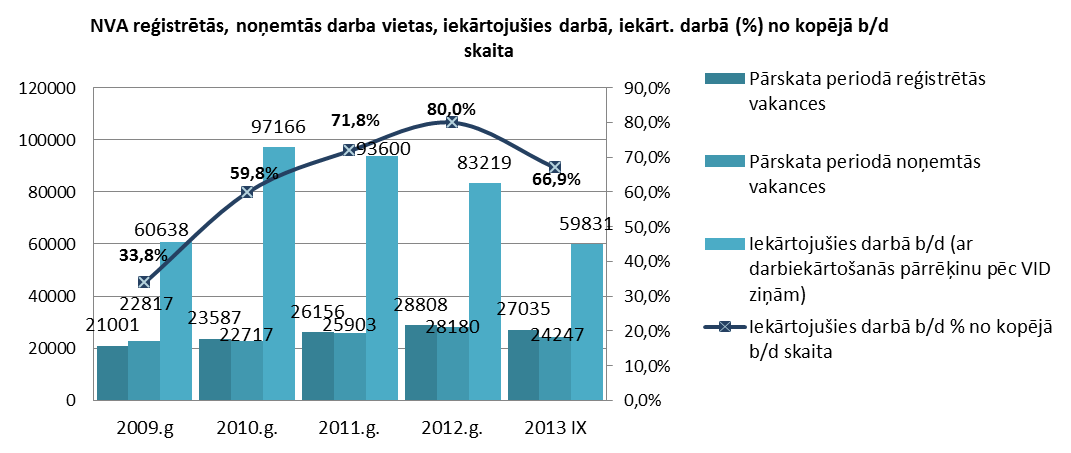 NVA reģistrētās, noņemtās darba vietas, iekārtojušies darbā, iekārt. darbā (%) no kopējā b/d
skaita
120000
100000
80000
60000
40000
20000
0
90,0%
80,0%
70,0%
60,0%
50,0%
40,0%
30,0%
20,0%
10,0%
0,0%
33,8%
59,8%
71,8%
80,0%
66,9%
60638
97166
93600
83219
59831
21001
22817
23587
22717
26156
25903
28808
28180
27035
24247
2009.g
2010.g.
2011.g.
2012.g.
2013 IX
Pārskata periodā reģistrētās
vakances
Pārskata periodā noņemtās
vakances
Iekārtojušies darbā b/d (ar
darbiekārtošanās pārrēķinu pēc VID
ziņām)
Iekārtojušies darbā b/d % no kopējā
b/d skaita